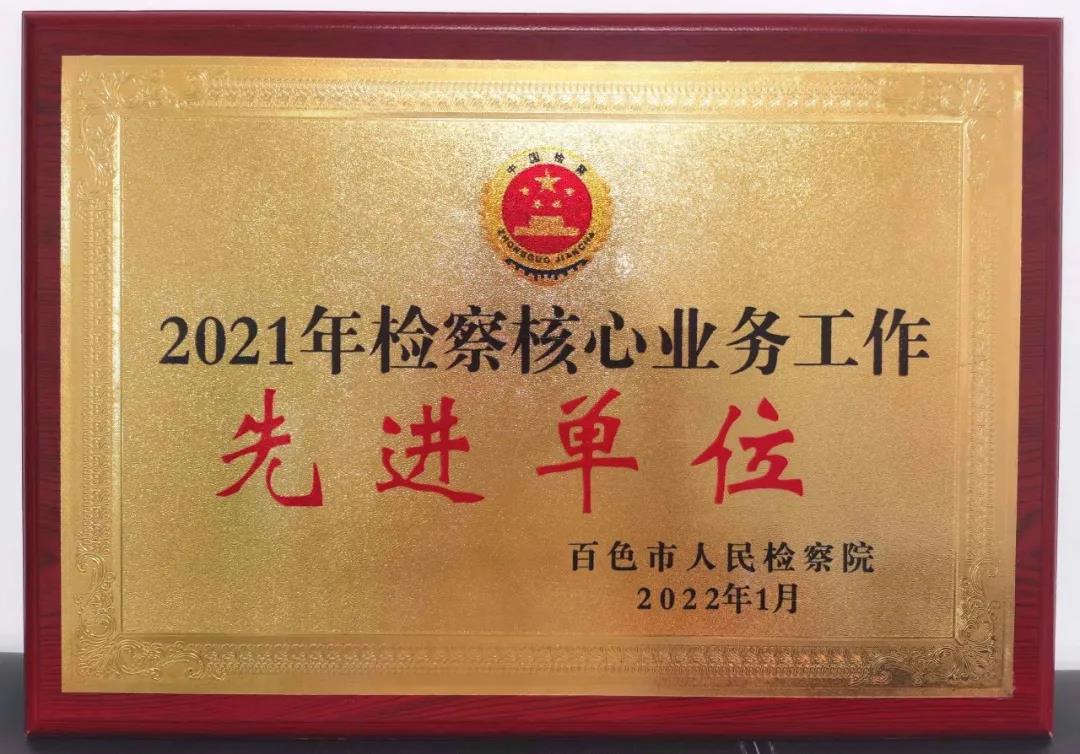 中国检察
ZHONGGUO JIANCHA
2021年检察核心业务工作
先进单位
百色市人民检察院
2022年1月